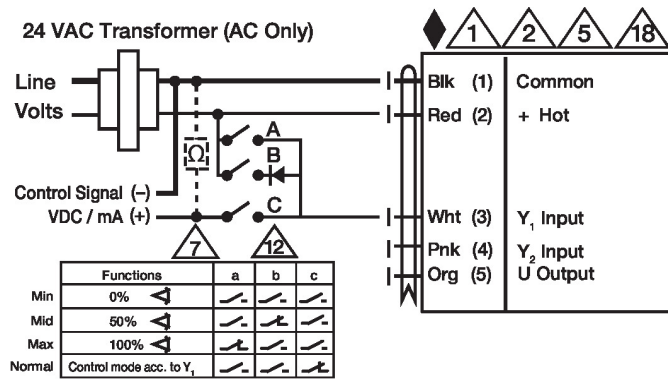 24 VAC Transformer (AC Only)
1 2 5 18
Line
Volts
Blk (1) Common
Red (2) + Hot
A
Ω
B
Control Signal (–)
VDC / mA (+)
C
Wht (3) Y1 Input
Pnk (4) Y2 Input
Org (5) U Output
7 12
Functions a b c
Min 0%
Mid 50%
Max 100%
Normal Control mode acc. to Y1